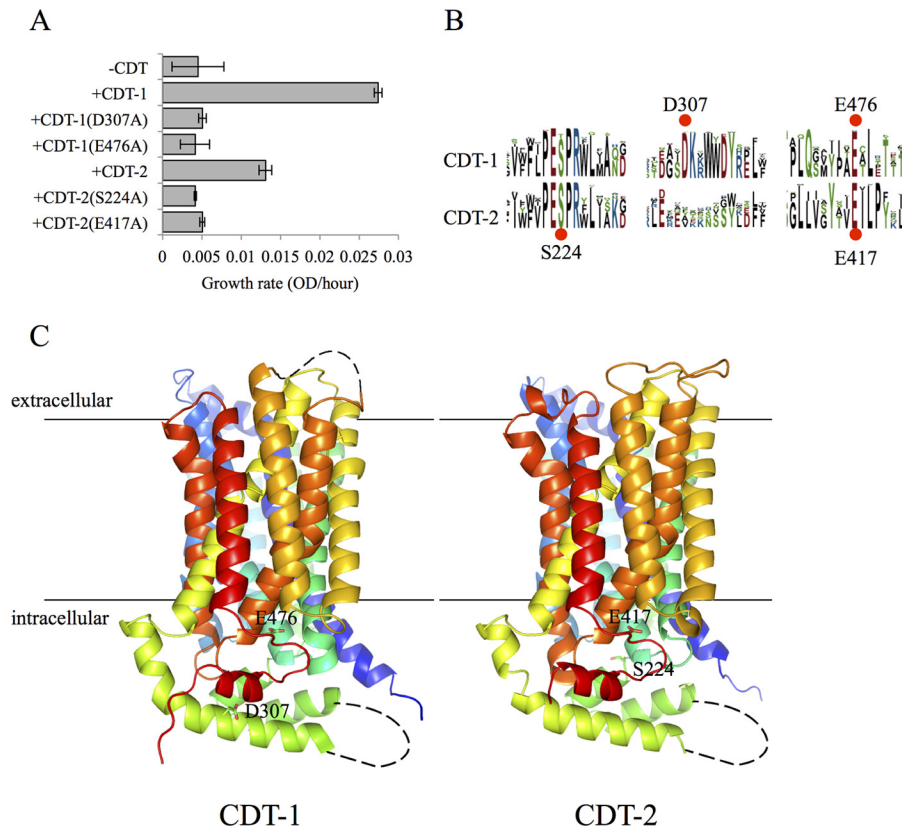 A
-CDT
+CDT-1
+CDT-1(D307A)
+CDT-1(E476A)
+CDT-2
+CDT-2(S224A)
+CDT-2(E417A)
0 0.005 0.01 0.015 0.02 0.025 0.03
Growth rate (OD/hour)
B
D307 E476
CDT-1
CDT-2
S224 E417
C
extracellular
intracellular
E476
D307
E417
S224
CDT-1 CDT-2